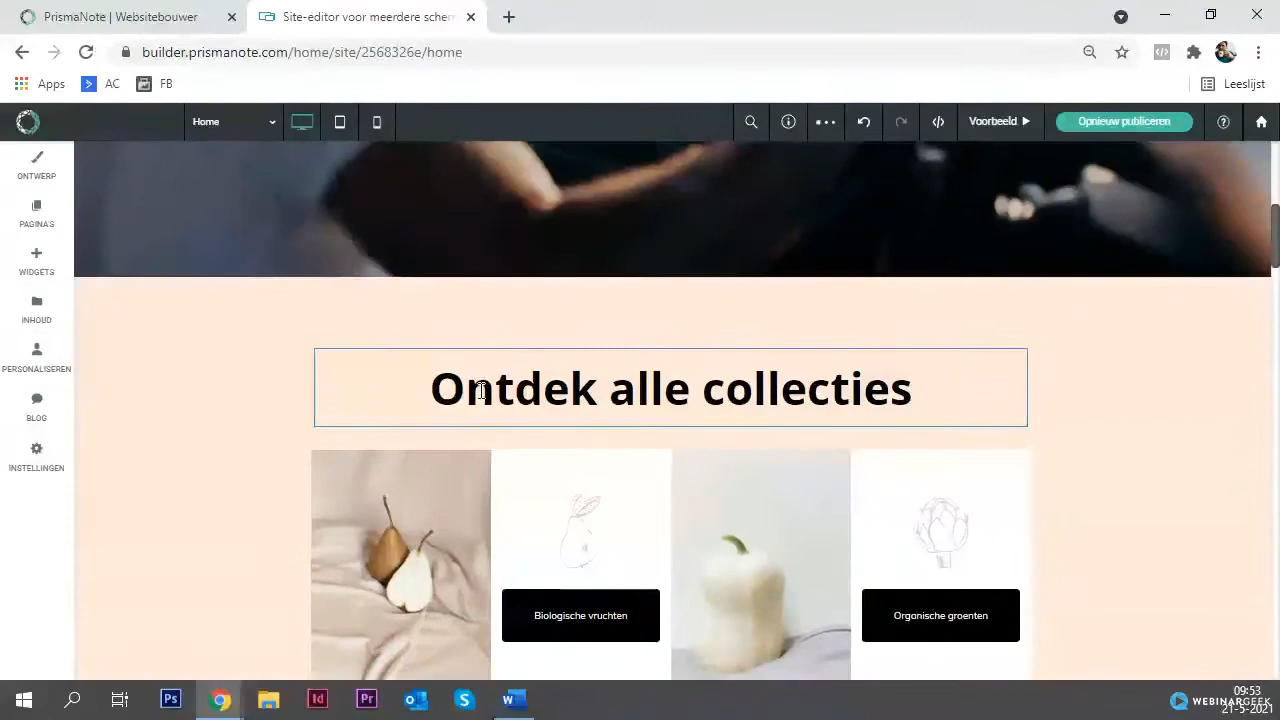 PrismaNote | Websitebouwer
Site-editor voor meerdere scher
builder.prismanote.com/home/site/2568326e/home
Apps
AC
FB
Leeslijst
Home
Voorbeeld
Opnieuw publiceren
ONTWERP
PAGINA'S
WIDGETS
INHOUD
PERSONALISEREN
BLOG
INSTELLINGEN
Ontdek alle collecties
Biologische vruchten
Organische groenten
09:53
21-5-2021
WEBINARGEEK